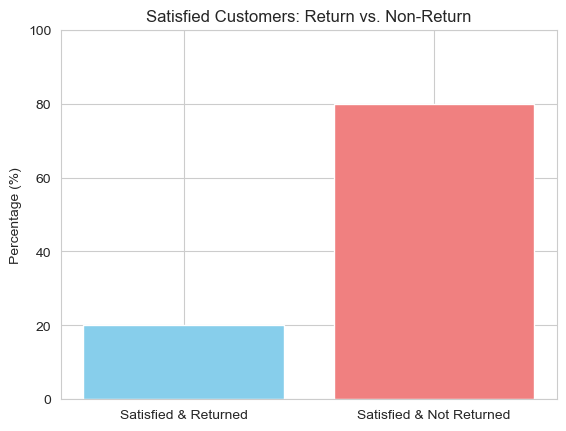 Satisfied Customers: Return vs. Non-Return
Percentage (%)
100
80
60
40
20
0
Satisfied & Returned
Satisfied & Not Returned